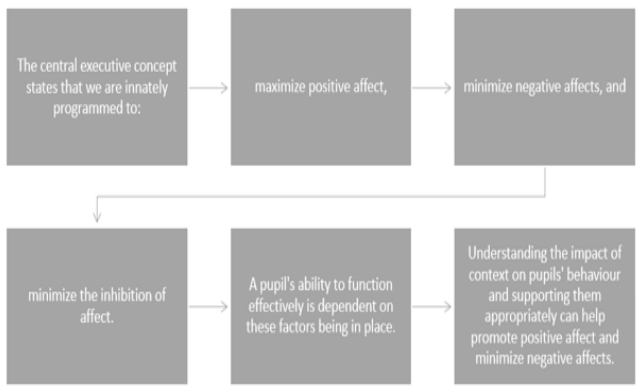 The central executive concept
states that we are innately
programmed to:
maximize positive affect,
minimize negative affects, and
minimize the inhibition of
affect.
A pupil's ability to function
effectively is dependent on
these factors being in place.
Understanding the impact of
context on pupils' behaviour
and supporting them
appropriately can help
promote positive affect and
minimize negative affects.